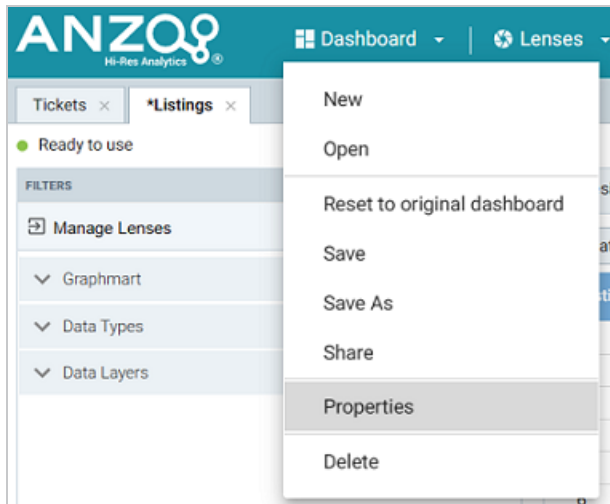 ANZO
Hi-Res Analytics ®
Dashboard
Lenses
Tickets ×
*Listings ×
Ready to use
FILTERS
Manage Lenses
Graphmart
Data Types
Data Layers
New
Open
Reset to original dashboard
Save
Save As
Share
Properties
Delete